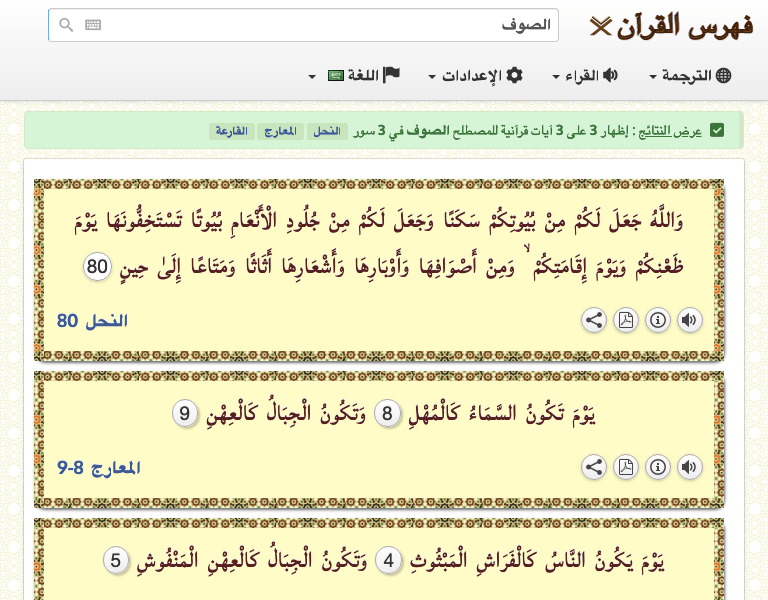 فهرس القرآن
الصوف
الترجمة
القراء
الإعدادات
اللغة
عرض النتائج : إظهار 3 على 3 آيات قرآنية للمصطلح الصوف في 3 سور النحل المعارج القارعة
وَاللَّهُ جَعَلَ لَكُمْ مِنْ بُيُوتِكُمْ سَكَنًا وَجَعَلَ لَكُمْ مِنْ جُلُودِ الْأَنْعَامِ بُيُوتًا تَسْتَخِفُّونَهَا يَوْمَ
ظَعْنِكُمْ وَيَوْمَ إِقَامَتِكُمْ ۙ وَمِنْ أَصْوَافِهَا وَأَوْبَارِهَا وَأَشْعَارِهَا أَثَاثًا وَمَتَاعًا إِلَىٰ حِينٍ 80
النحل 80
يَوْمَ تَكُونُ السَّمَاءُ كَالْمُهْلِ 8 وَتَكُونُ الْجِبَالُ كَالْعِهْنِ 9
المعارج 8-9
يَوْمَ يَكُونُ النَّاسُ كَالْفَرَاشِ الْمَبْثُوثِ 4 وَتَكُونُ الْجِبَالُ كَالْعِهْنِ الْمَنْفُوشِ 5